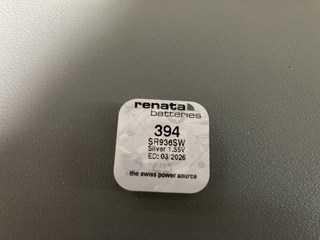 renata
batteries
394
SR936SW
Silver 1.55V
ED: 03 2026
the swiss power source